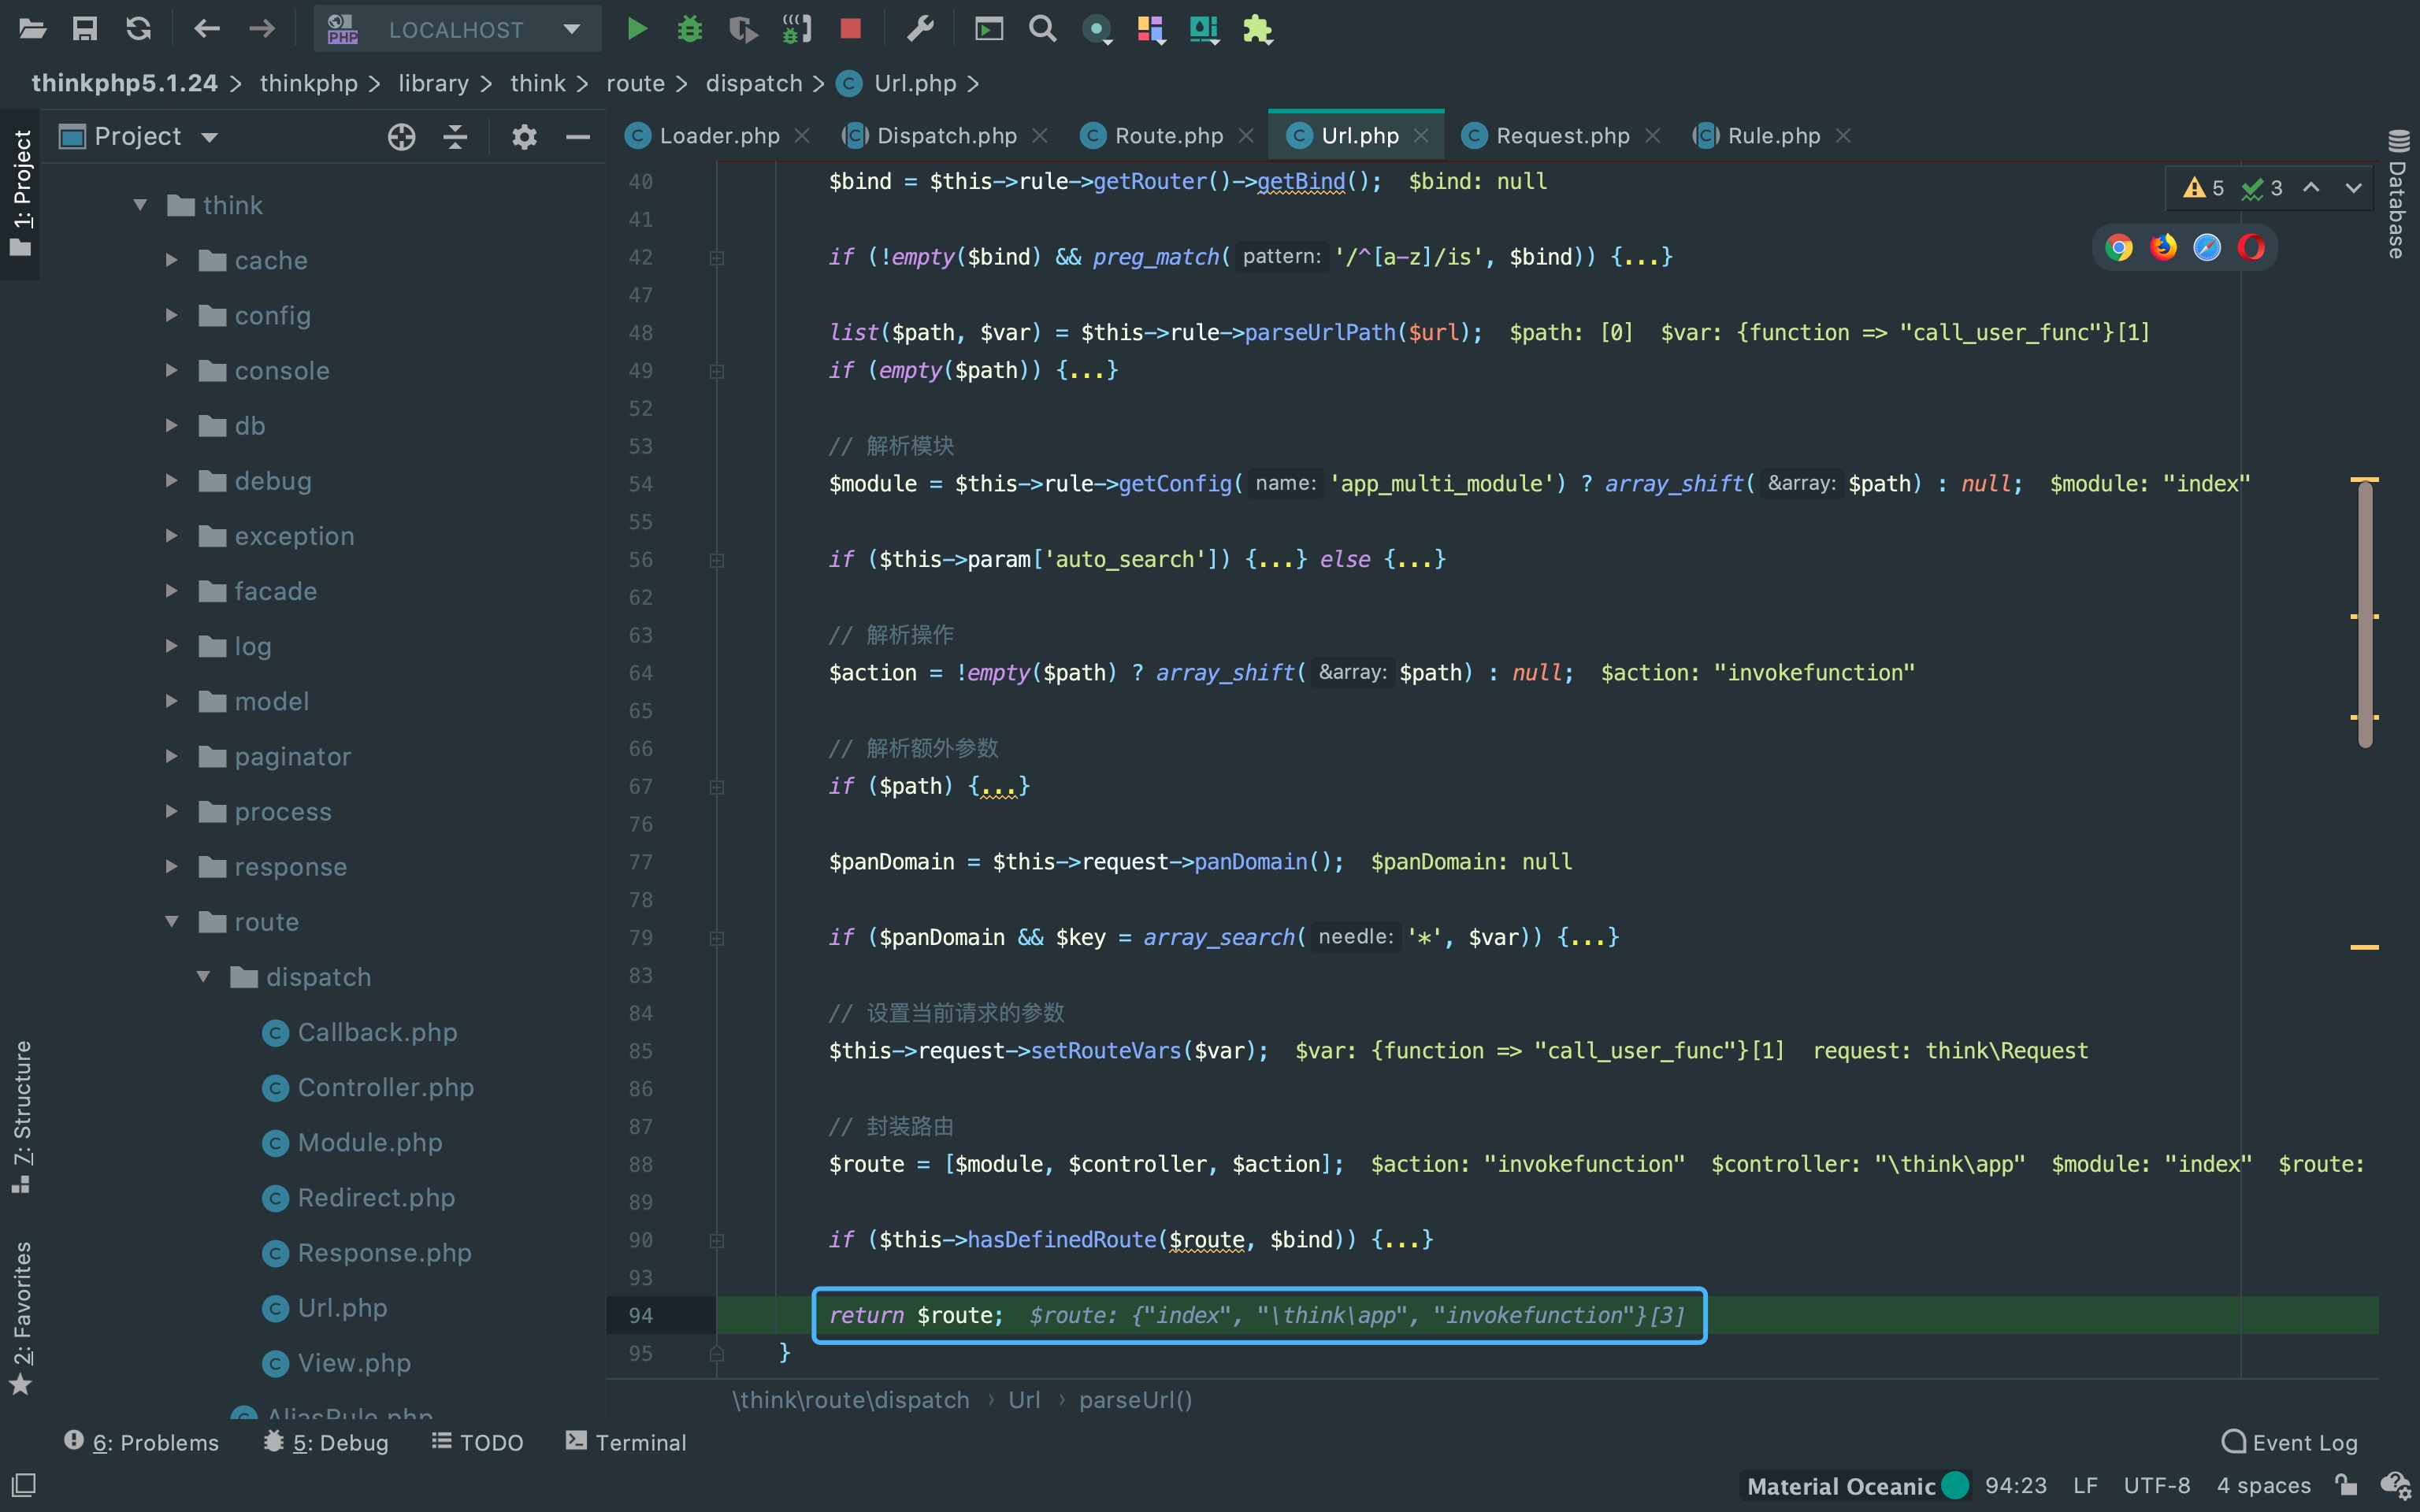 PHP LOCALHOST
thinkphp5.1.24 > thinkphp > library > think > route > dispatch > Url.php >
1: Project
Project
Loader.php
Dispatch.php
Route.php
Url.php
Request.php
Rule.php
Database
5 3
think
cache
config
console
db
debug
exception
facade
log
model
paginator
process
response
route
dispatch
Callback.php
Controller.php
Module.php
Redirect.php
Response.php
Url.php
View.php
AliasRule.php
7: Structure
2: Favorites
40 $bind = $this->rule->getRouter()->getBind(); $bind: null
41
42 if (!empty($bind) && preg_match( pattern: '/^[a-z]/is', $bind)) {...}
47
48 list($path, $var) = $this->rule->parseUrlPath($url); $path: [0] $var: {function => "call_user_func"}[1]
49 if (empty($path)) {...}
52
53 // 解析模块
54 $module = $this->rule->getConfig( name: 'app_multi_module') ? array_shift( &array: $path) : null; $module: "index"
55
56 if ($this->param['auto_search']) {...} else {...}
62
63 // 解析操作
64 $action = !empty($path) ? array_shift( &array: $path) : null; $action: "invokefunction"
65
66 // 解析额外参数
67 if ($path) {...}
76
77 $panDomain = $this->request->panDomain(); $panDomain: null
78
79 if ($panDomain && $key = array_search( needle: '*', $var)) {...}
83
84 // 设置当前请求的参数
85 $this->request->setRouteVars($var); $var: {function => "call_user_func"}[1] request: think\Request
86
87 // 封装路由
88 $route = [$module, $controller, $action]; $action: "invokefunction" $controller: "\think\app" $module: "index" $route:
89
90 if ($this->hasDefinedRoute($route, $bind)) {...}
93
94 return $route; $route: {"index", "\think\app", "invokefunction"}[3]
95 }
\think\route\dispatch › Url › parseUrl()
6: Problems
5: Debug
TODO
Terminal
Event Log
Material Oceanic 94:23 LF UTF-8 4 spaces